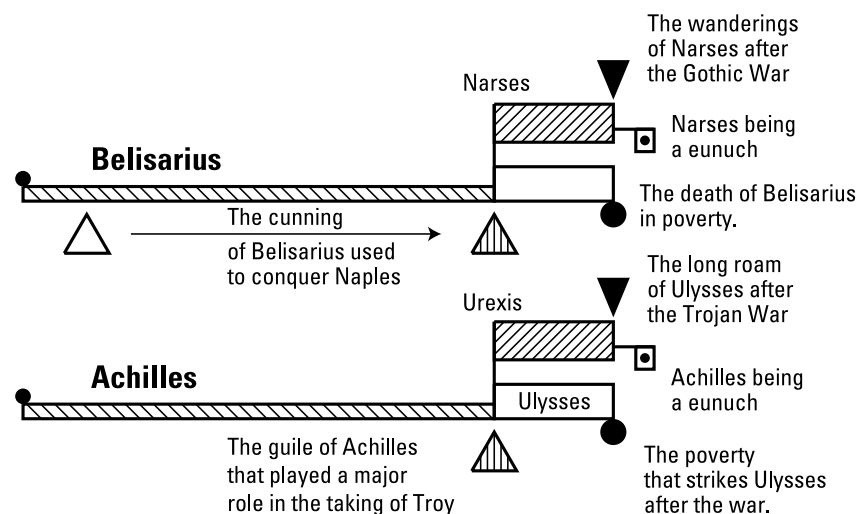 The wanderings
of Narses after
the Gothic War
Narses
Narses being
a eunuch
Belisarius
The death of Belisarius
in poverty.
The cunning
of Belisarius used
to conquer Naples
The long roam
of Ulysses after
the Trojan War
Urexis
Achilles being
a eunuch
Achilles
Ulysses
The guile of Achilles
that played a major
role in the taking of Troy
The poverty
that strikes Ulysses
after the war.